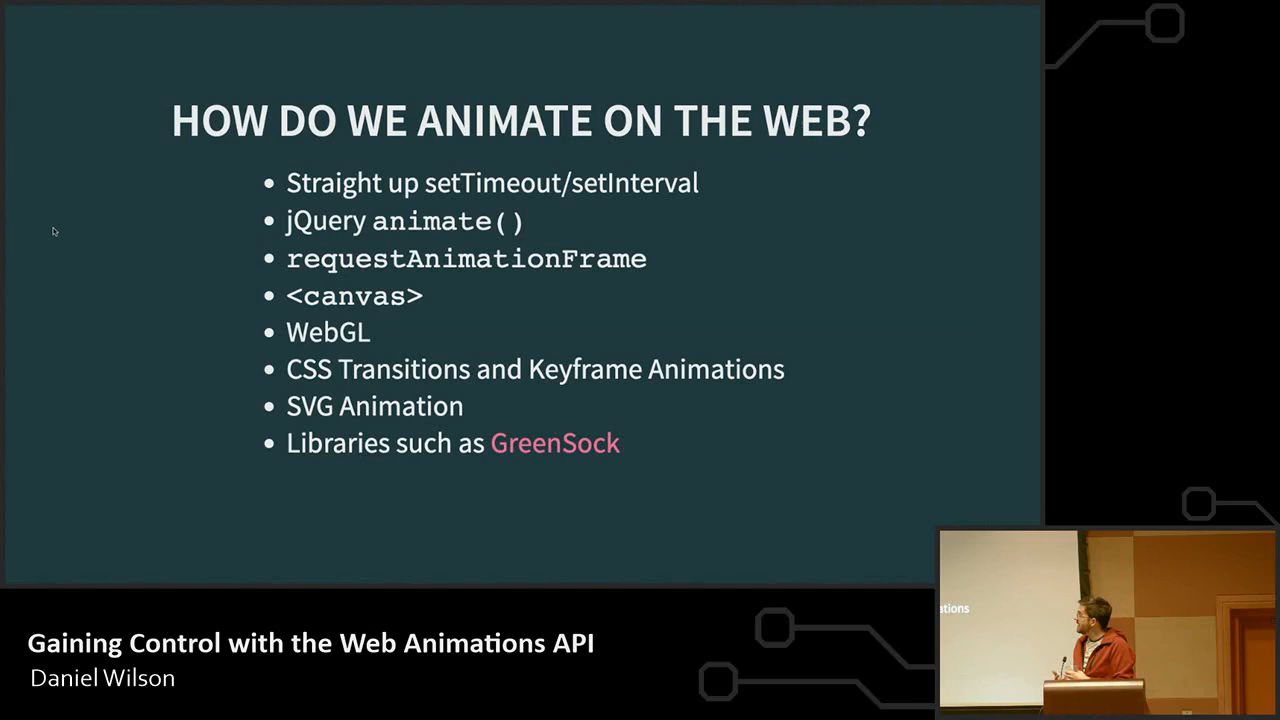 HOW DO WE ANIMATE ON THE WEB?
• Straight up setTimeout/setInterval
• jQuery animate()
• requestAnimationFrame
• <canvas>
• WebGL
• CSS Transitions and Keyframe Animations
• SVG Animation
• Libraries such as GreenSock
ations
Gaining Control with the Web Animations API
Daniel Wilson